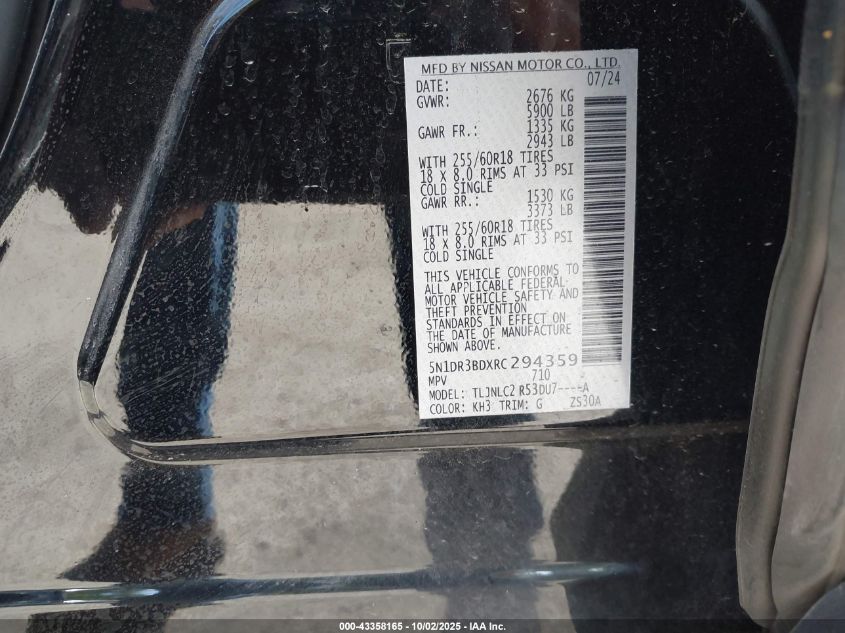 MFD BY NISSAN MOTOR CO., LTD.
DATE: 07/24
GVWR: 2676 KG
5900 LB
GAWR FR.: 1335 KG
2943 LB
WITH 255/60R18 TIRES
18 X 8.0 RIMS AT 33 PSI
COLD SINGLE
GAWR RR.: 1530 KG
3373 LB
WITH 255/60R18 TIRES
18 X 8.0 RIMS AT 33 PSI
COLD SINGLE
THIS VEHICLE CONFORMS TO
ALL APPLICABLE FEDERAL
MOTOR VEHICLE SAFETY AND
THEFT PREVENTION
STANDARDS IN EFFECT ON
THE DATE OF MANUFACTURE
SHOWN ABOVE.
5N1DR3BDXRC294359
MPV 710
MODEL: TLJNLC2 R53DU7----A
COLOR: KH3 TRIM: G ZS30A
000-43358165 - 10/02/2025 - IAA Inc.